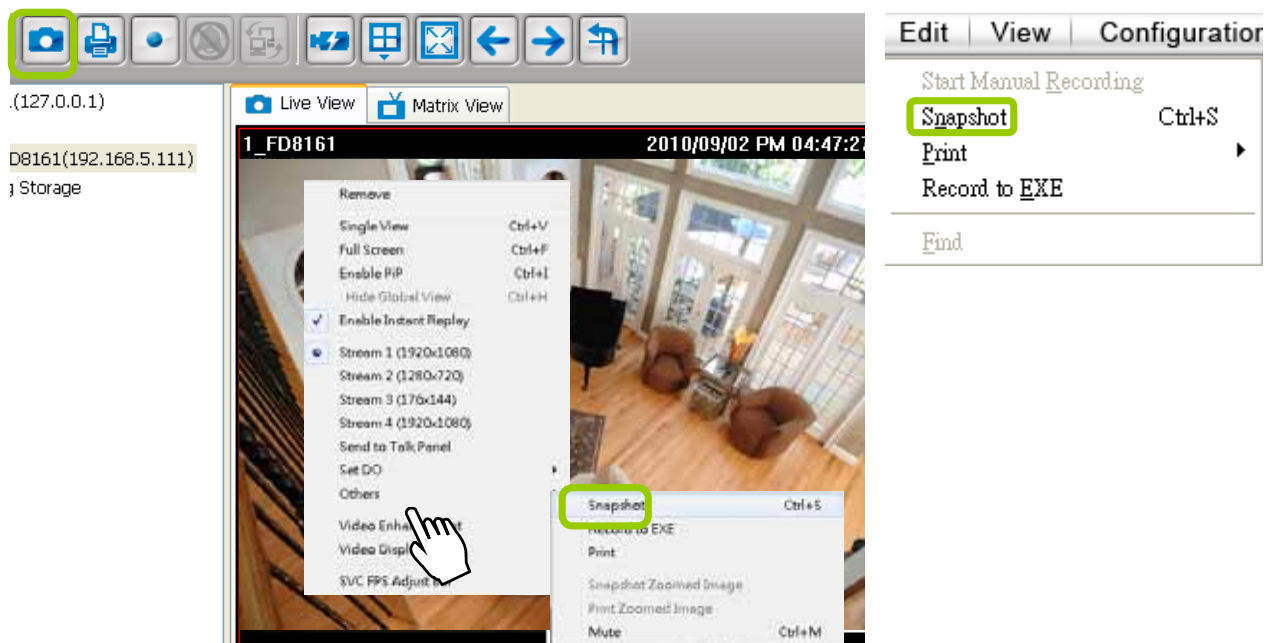 .(127.0.0.1)
D8161(192.168.5.111)
g Storage
Live View
Matrix View
1_FD8161
2010/09/02 PM 04:47:27
Remove
Single View Ctrl+V
Full Screen Ctrl+F
Enable PiP Ctrl+I
Hide Global View Ctrl+H
Enable Instant Replay
Stream 1 (1920x1080)
Stream 2 (1280x720)
Stream 3 (176x144)
Stream 4 (1920x1080)
Send to Talk Panel
Set DO
Others
Video Enh
Video Displ
SVC FPS Adjust
Snapshot Ctrl+S
Record to EXE
Print
Snapshot Zoomed Image
Print Zoomed Image
Mute Ctrl+M
Edit View Configuration
Start Manual Recording
Snapshot Ctrl+S
Print
Record to EXE
Find